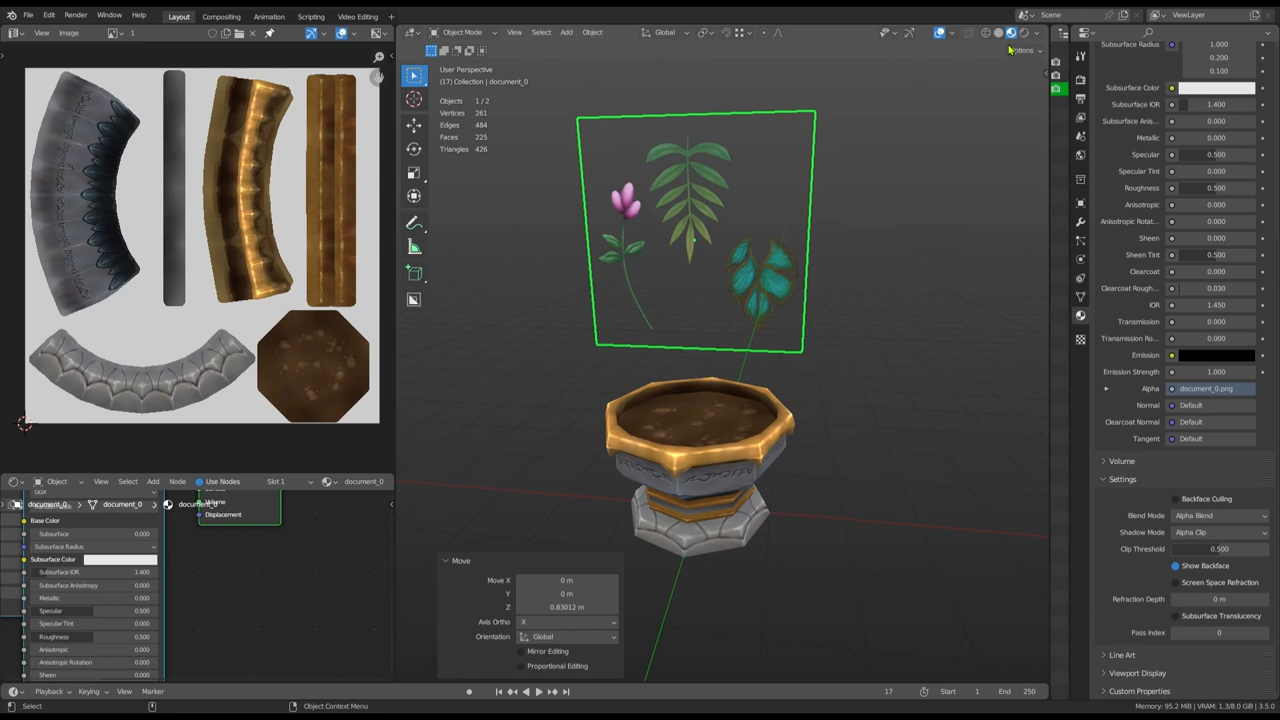 File Edit Render Window Help Layout Compositing Animation Scripting Video Editing + Scene ViewLayer
View Image 1 Object Mode View Select Add Object Global
Options
User Perspective
(17) Collection | document_0
Objects 1 / 2
Vertices 261
Edges 484
Faces 225
Triangles 426
Subsurface Radius 1.000
0.200
0.100
Subsurface Color
Subsurface IOR 1.400
Subsurface Anis... 0.000
Metallic 0.000
Specular 0.500
Specular Tint 0.000
Roughness 0.500
Anisotropic 0.000
Anisotropic Rotat... 0.000
Sheen 0.000
Sheen Tint 0.500
Clearcoat 0.000
Clearcoat Rough... 0.030
IOR 1.450
Transmission 0.000
Transmission Ro... 0.000
Emission
Emission Strength 1.000
Alpha document_0.png
Normal Default
Clearcoat Normal Default
Tangent Default
Volume
Settings
Backface Culling
Blend Mode Alpha Blend
Shadow Mode Alpha Clip
Clip Threshold 0.500
Show Backface
Screen Space Refraction
Refraction Depth 0 m
Subsurface Translucency
Pass Index 0
Line Art
Viewport Display
Custom Properties
Object View Select Add Node Use Nodes Slot 1 document_0
GGX
document_0 > document_0 > document_0
Volume
Displacement
Base Color
Subsurface 0.000
Subsurface Radius
Subsurface Color
Subsurface IOR 1.400
Subsurface Anisotropy 0.000
Metallic 0.000
Specular 0.500
Specular Tint 0.000
Roughness 0.500
Anisotropic 0.000
Anisotropic Rotation 0.000
Sheen 0.000
Move
Move X 0 m
Y 0 m
Z 0.83012 m
Axis Ortho X
Orientation Global
Mirror Editing
Proportional Editing
Playback Keying View Marker 17 Start 1 End 250
Select Object Context Menu Memory: 95.2 MiB | VRAM: 1.3/8.0 GiB | 3.5.0